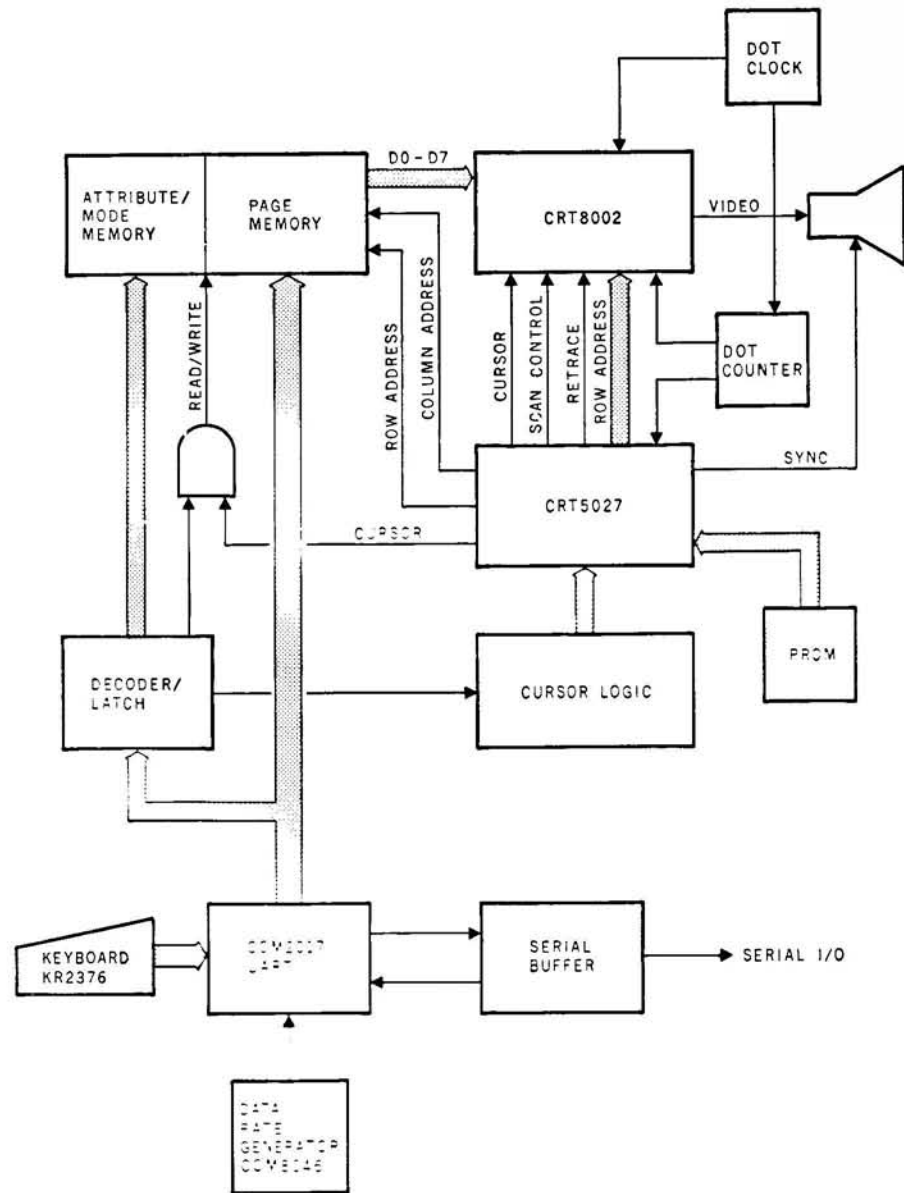 DOT
CLOCK
D0-D7
ATTRIBUTE/
MODE
MEMORY
PAGE
MEMORY
CRT8002
VIDEO
READ/WRITE
ROW ADDRESS
COLUMN ADDRESS
CURSOR
SCAN CONTROL
RETRACE
ROW ADDRESS
DOT
COUNTER
SYNC
CRT5027
CURSOR
DECODER/
LATCH
CURSOR LOGIC
PROM
KEYBOARD
KR2376
UART
SERIAL
BUFFER
SERIAL I/O
DATA
RATE
GENERATOR